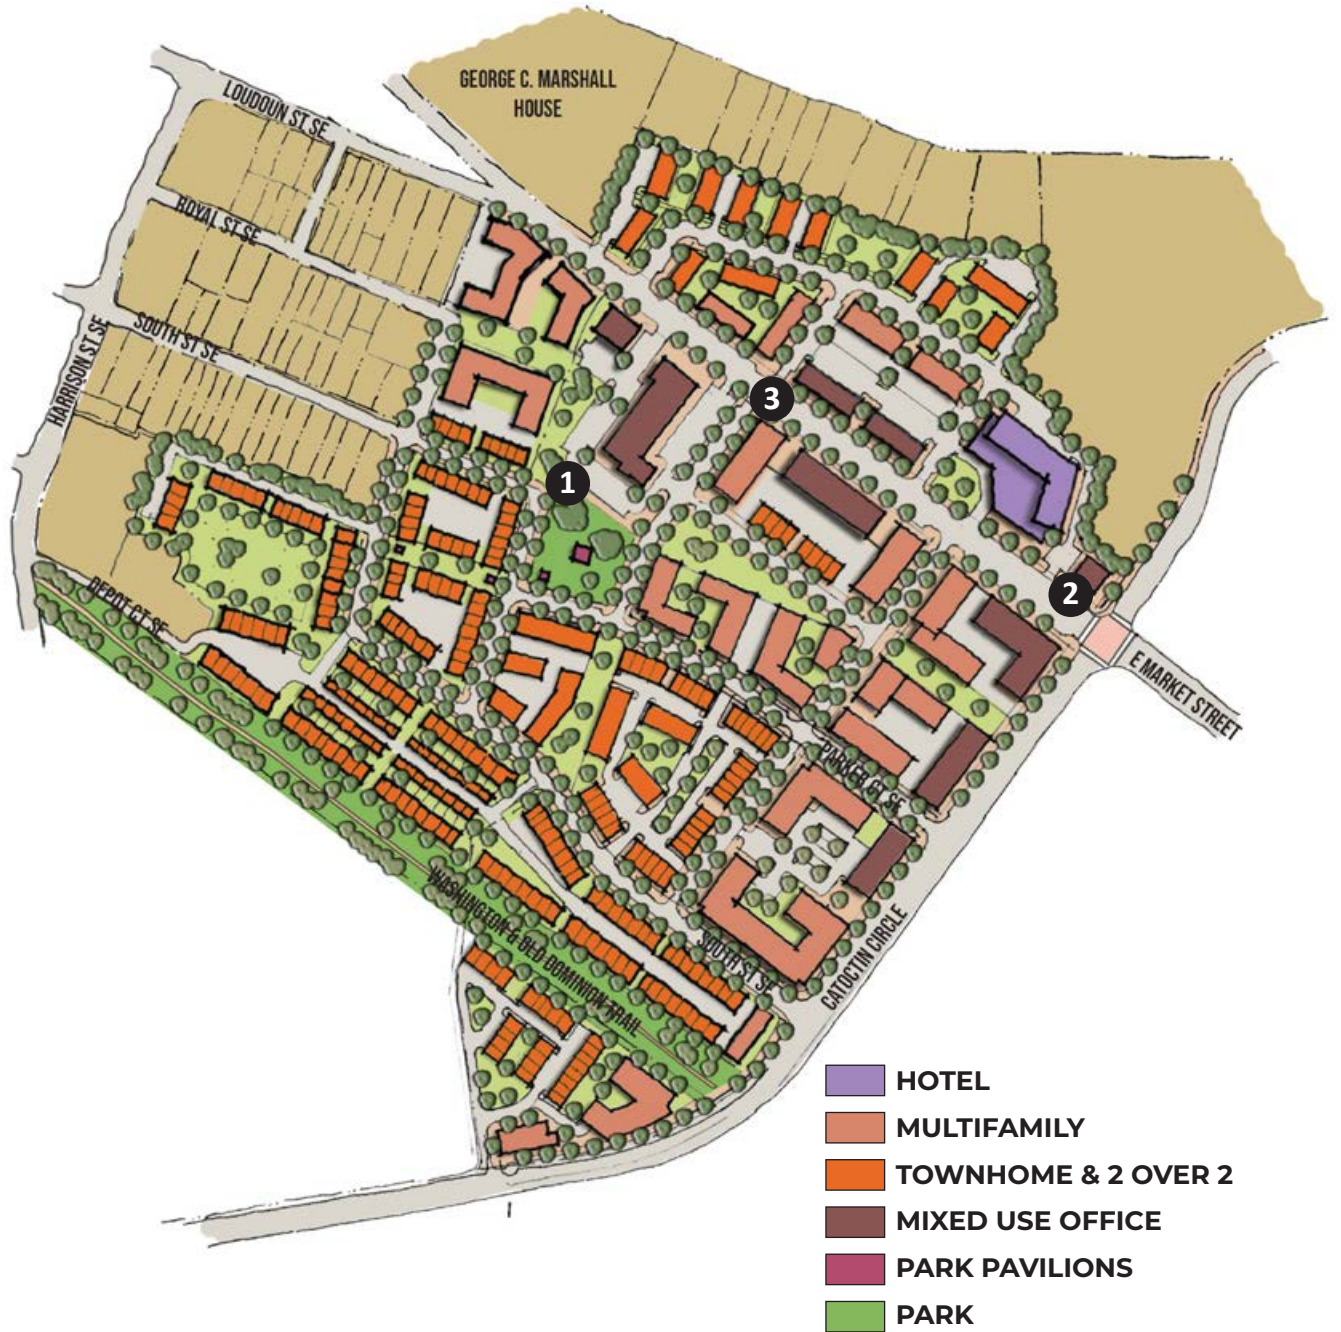 GEORGE C. MARSHALL
HOUSE
LOUDOUN ST SE
ROYAL ST SE
SOUTH ST SE
HARRISON ST SE
3
1
2
DEPOT CT SE
E MARKET STREET
PARKER CT SE
WASHINGTON & OLD DOMINION TRAIL
SOUTH ST SE
CATOCTIN CIRCLE
HOTEL
MULTIFAMILY
TOWNHOME & 2 OVER 2
MIXED USE OFFICE
PARK PAVILIONS
PARK